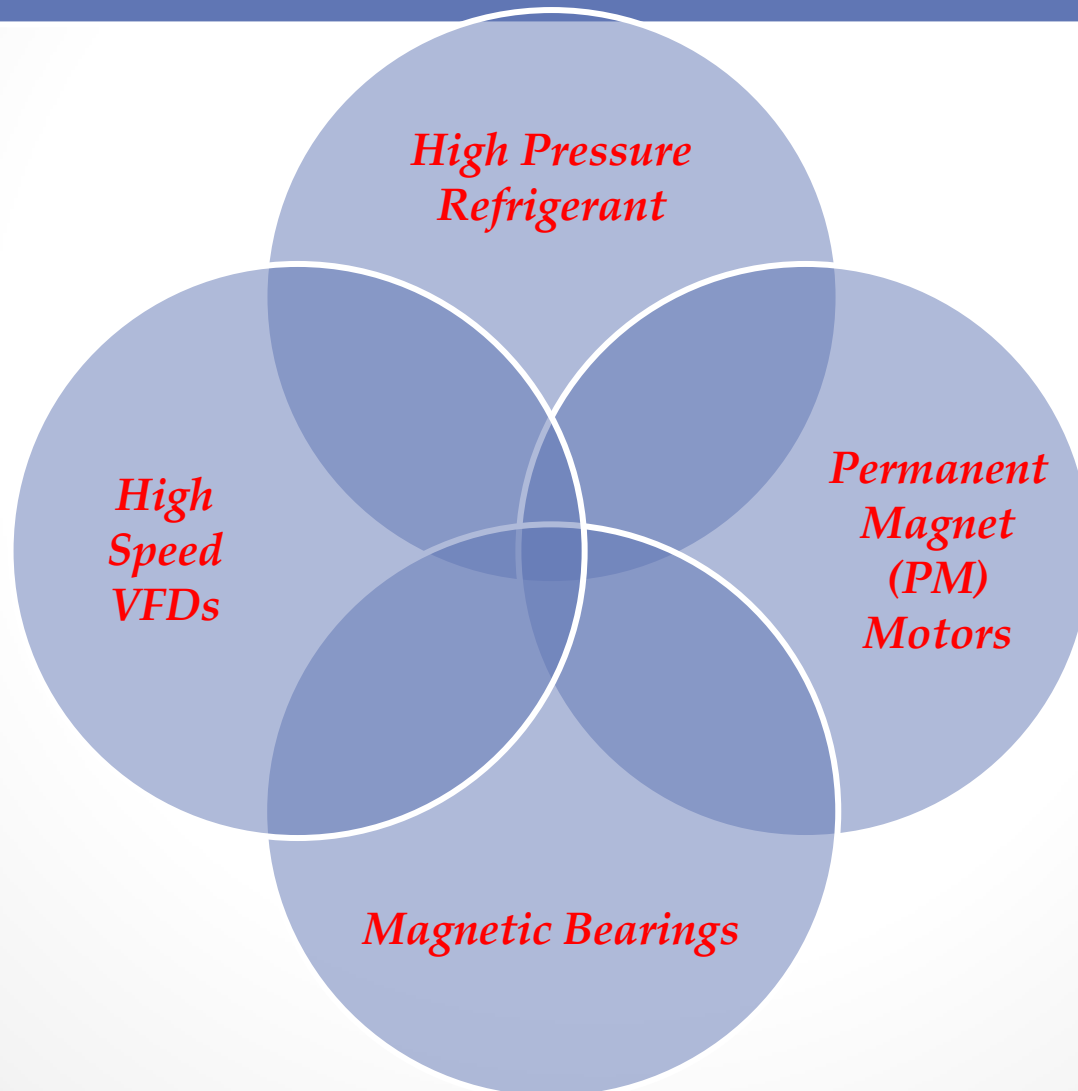 High Pressure
Refrigerant
High
Speed
VFDs
Permanent
Magnet
(PM)
Motors
Magnetic Bearings